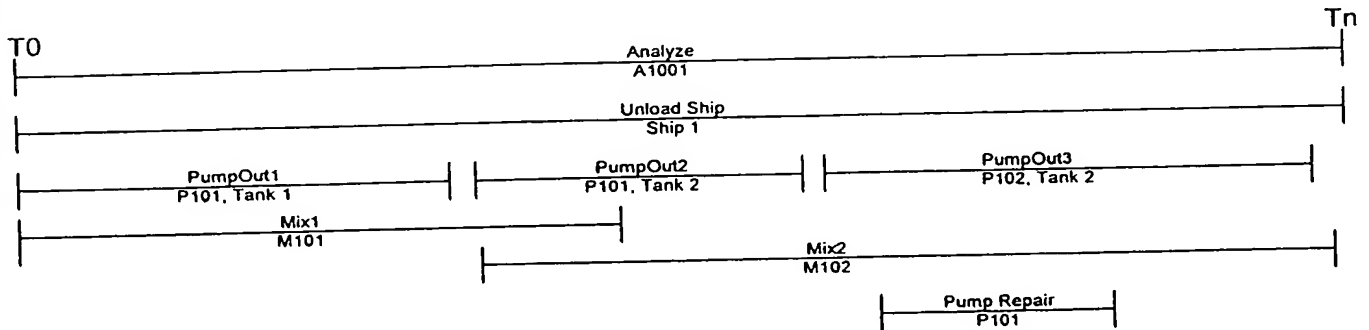 T0
Tn
Analyze
A1001
Unload Ship
Ship 1
PumpOut1
P101, Tank 1
PumpOut2
P101, Tank 2
PumpOut3
P102, Tank 2
Mix1
M101
Mix2
M102
Pump Repair
P101